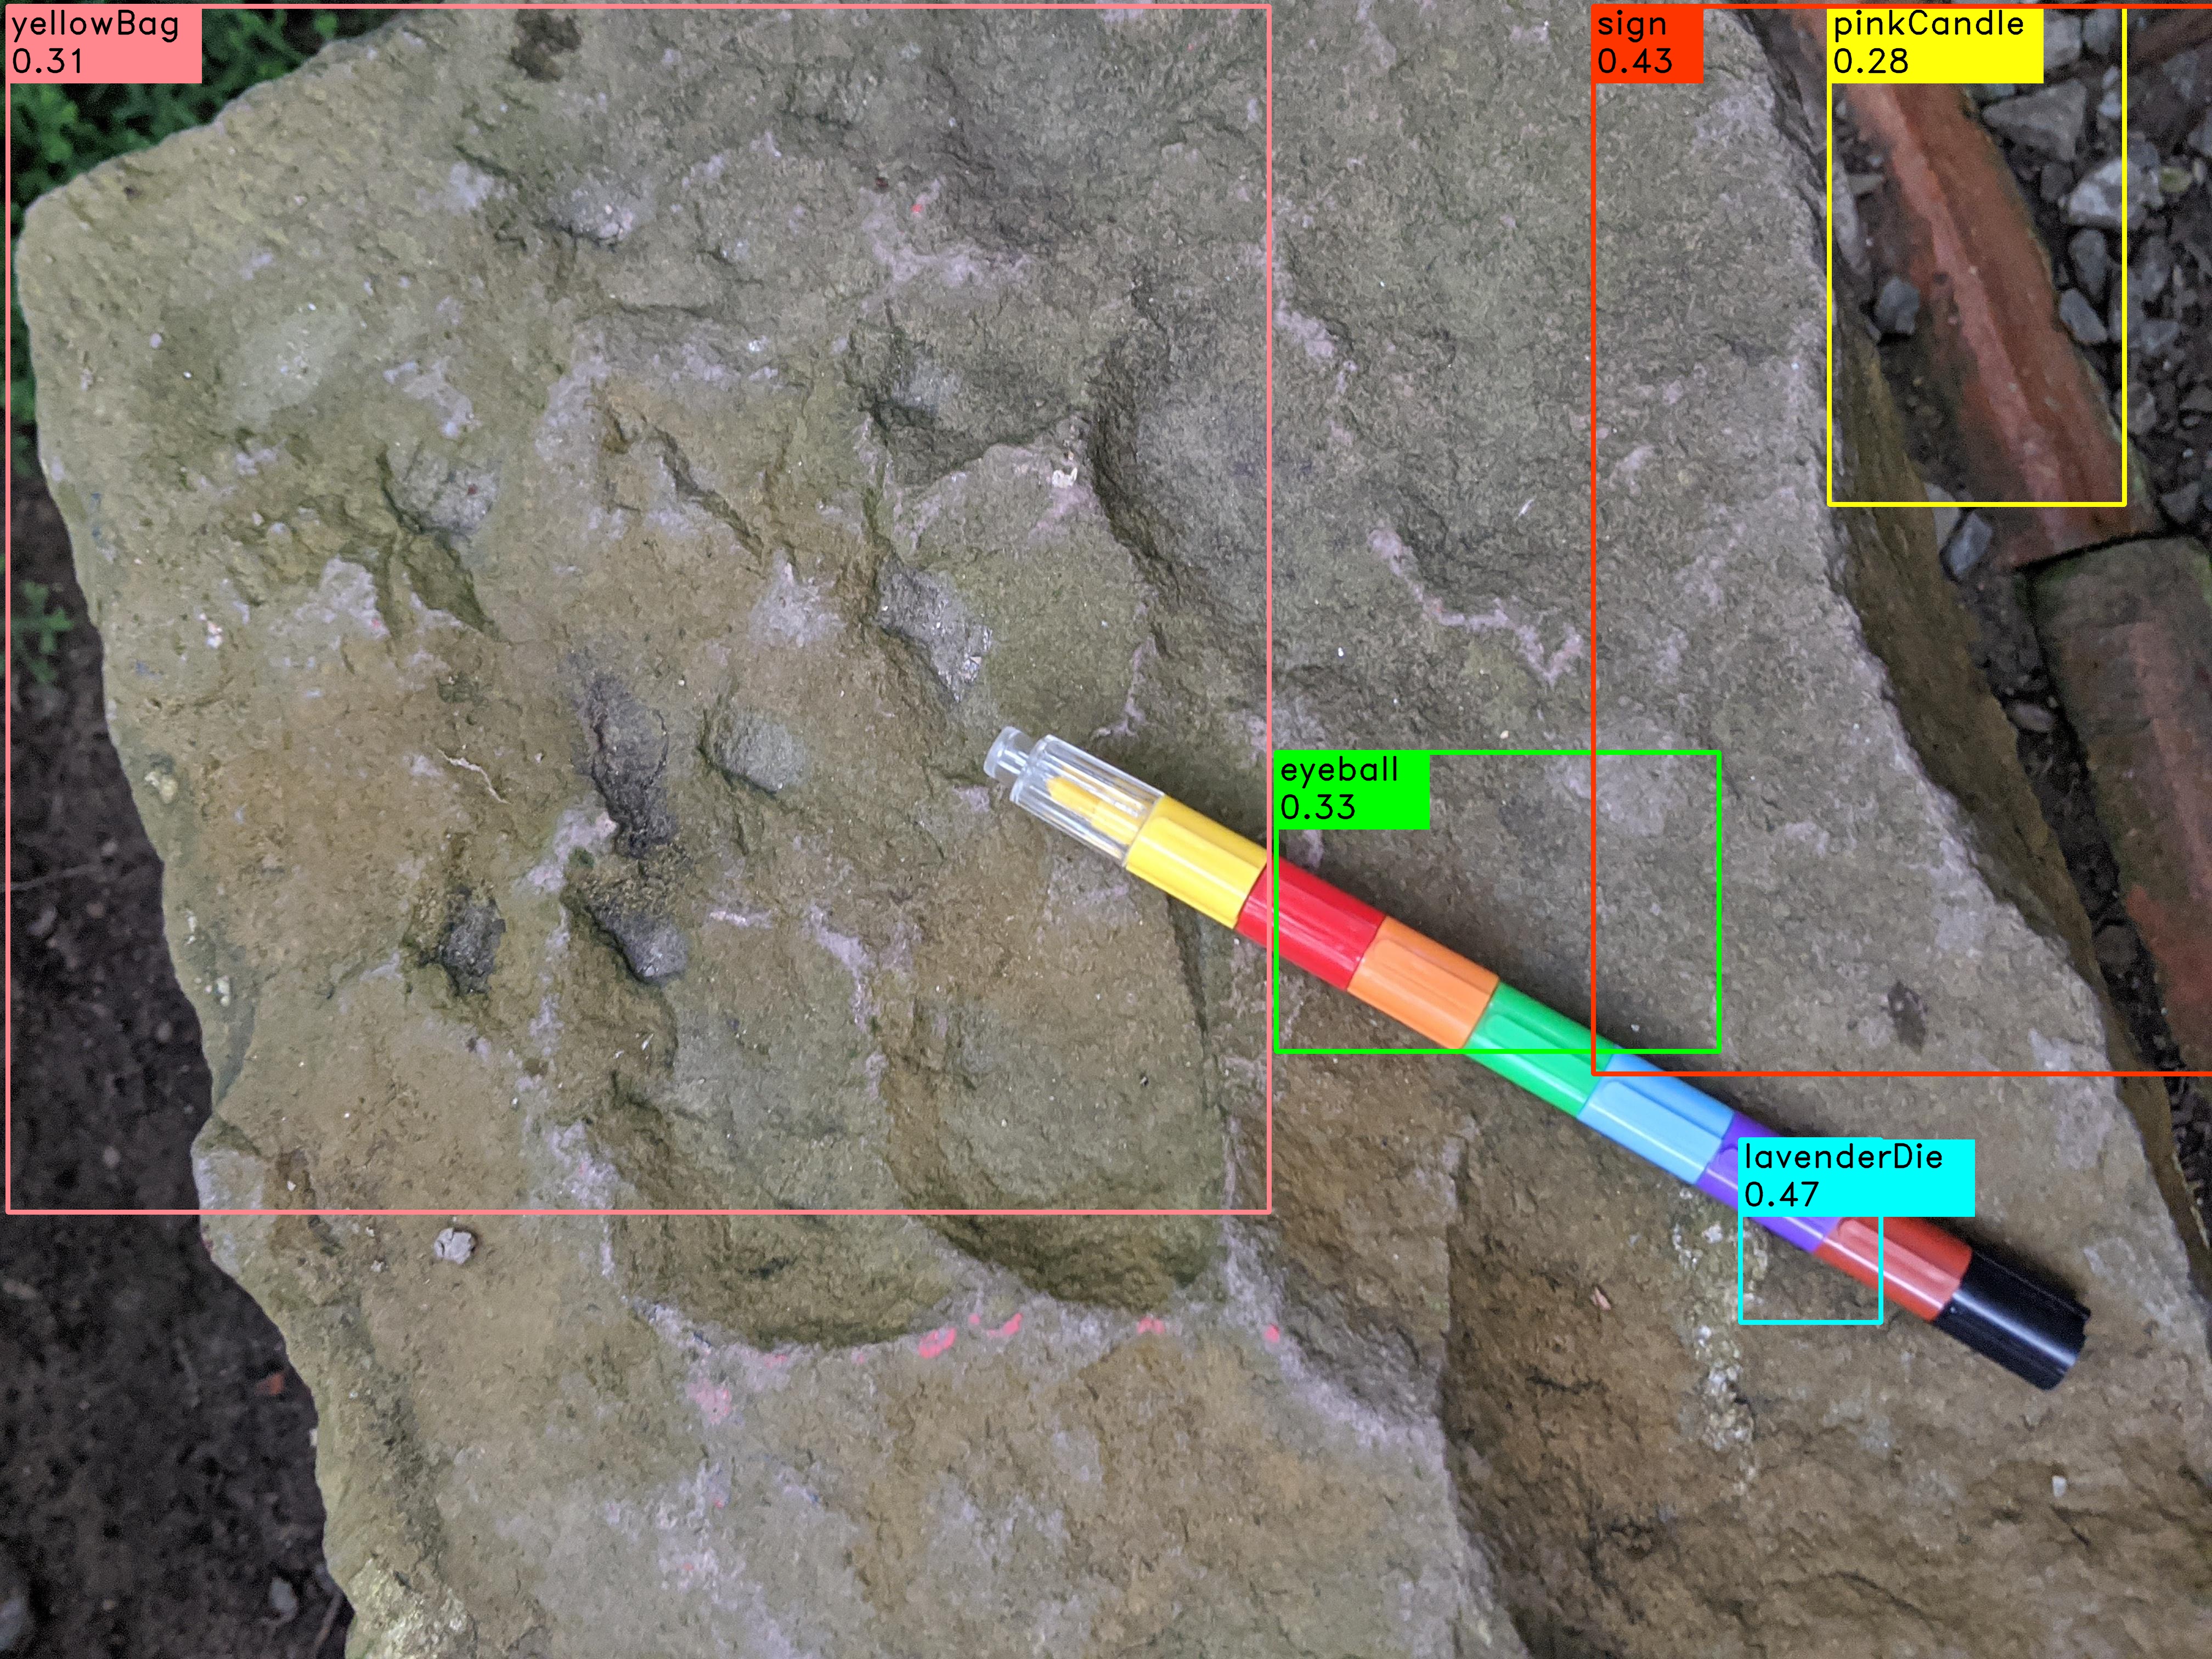 yellowBag
0.31
sign
0.43
pinkCandle
0.28
eyeball
0.33
lavenderDie
0.47